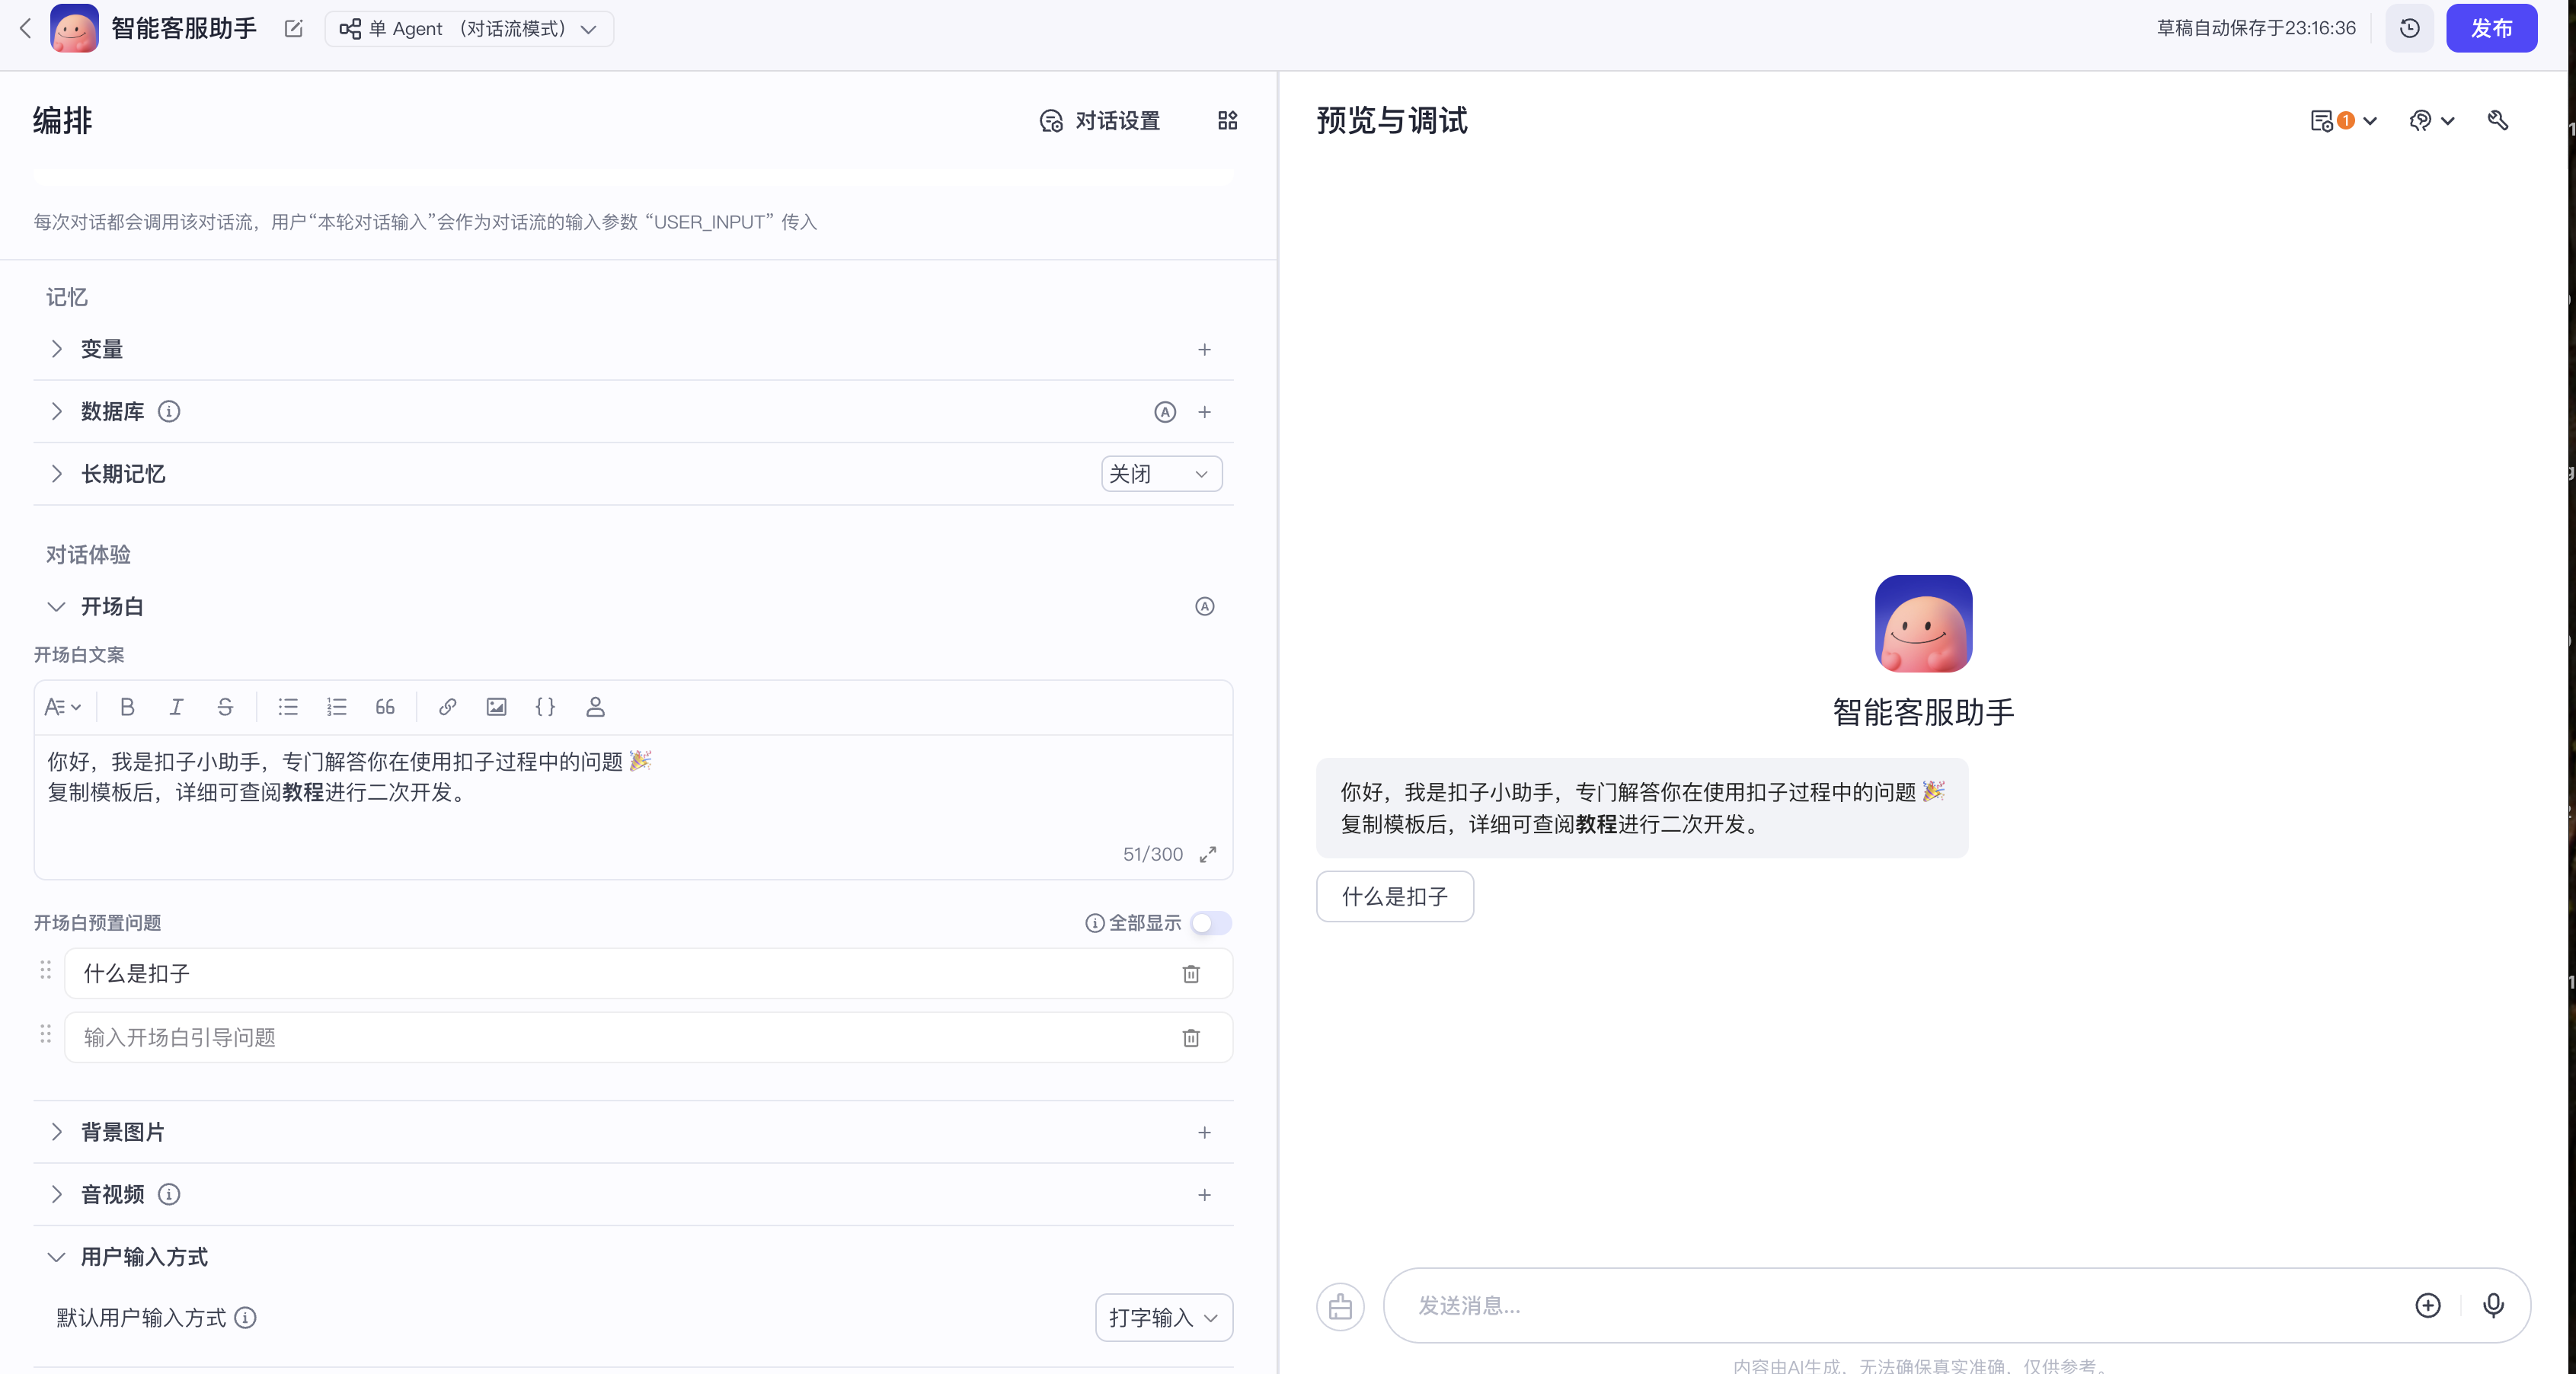 智能客服助手
单 Agent （对话流模式）
草稿自动保存于23:16:36
发布
编排
对话设置
每次对话都会调用该对话流，用户“本轮对话输入”会作为对话流的输入参数 “USER_INPUT” 传入
记忆
变量
数据库
长期记忆
关闭
对话体验
开场白
开场白文案
你好，我是扣子小助手，专门解答你在使用扣子过程中的问题 🎉
复制模板后，详细可查阅教程进行二次开发。
51/300
开场白预置问题
全部显示
什么是扣子
输入开场白引导问题
背景图片
音视频
用户输入方式
默认用户输入方式
打字输入
预览与调试
1
智能客服助手
你好，我是扣子小助手，专门解答你在使用扣子过程中的问题 🎉
复制模板后，详细可查阅教程进行二次开发。
什么是扣子
发送消息...
内容由AI生成，无法确保真实准确，仅供参考。